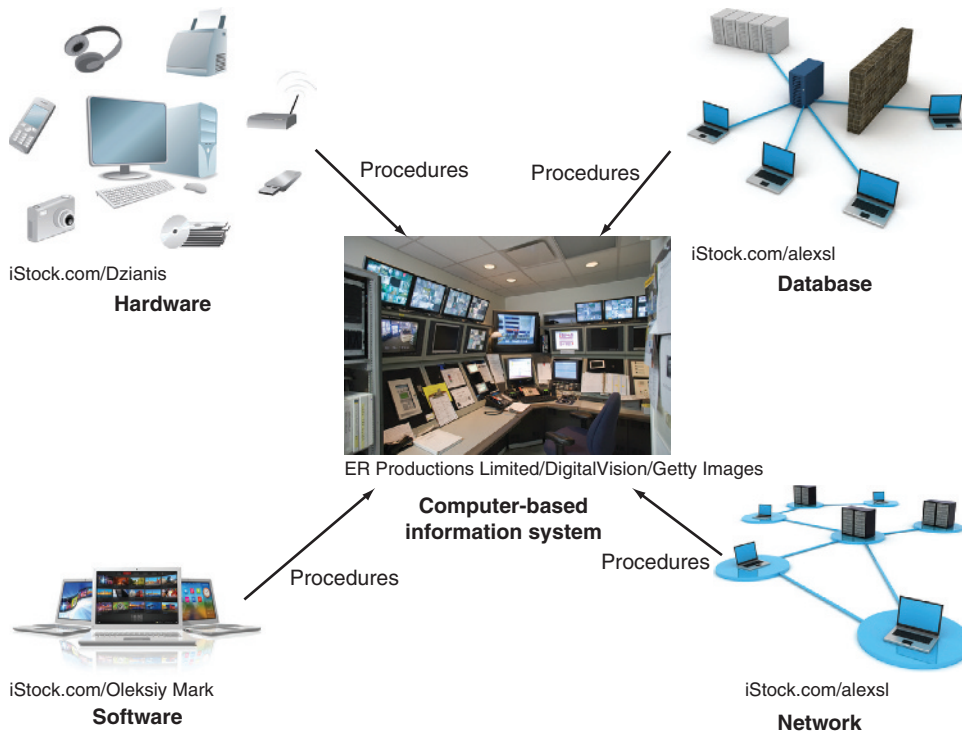 Procedures
Procedures
iStock.com/Dzianis
Hardware
iStock.com/alexsl
Database
ER Productions Limited/DigitalVision/Getty Images
Computer-based
information system
Procedures
Procedures
iStock.com/Oleksiy Mark
Software
iStock.com/alexsl
Network